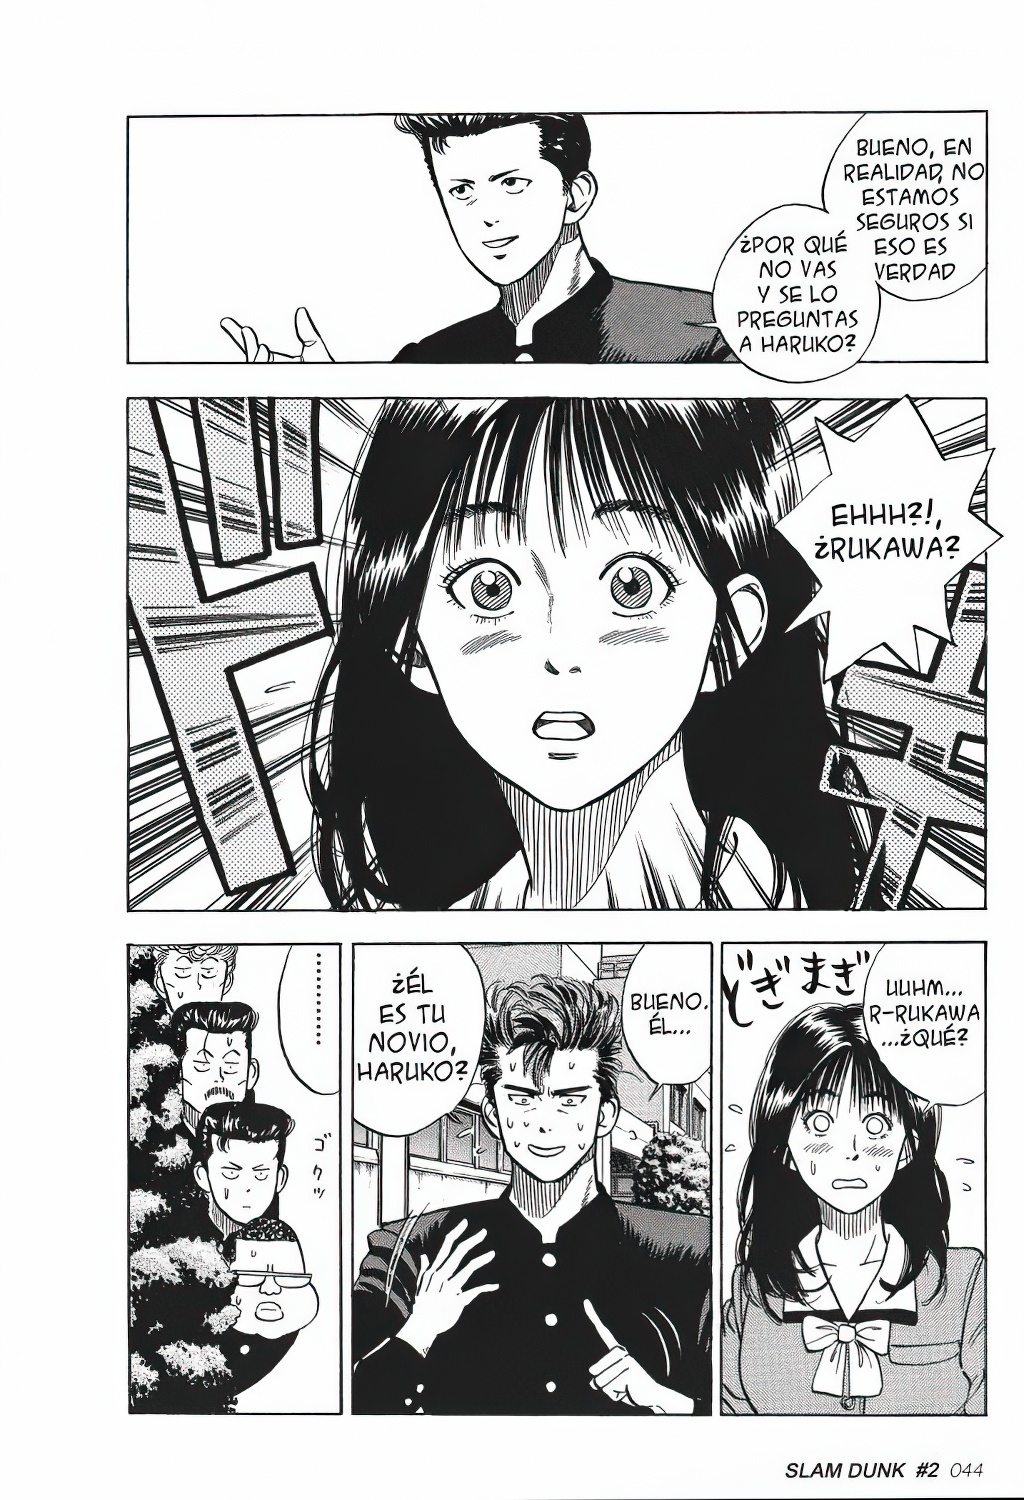 BUENO, EN
REALIDAD, NO
ESTAMOS
SEGUROS SI
ESO ES
VERDAD
¿POR QUÉ
NO VAS
Y SE LO
PREGUNTAS
A HARUKO?
EHHH?!,
¿RUKAWA?
UUHM...
R-RUKAWA
...¿QUÉ?
どぎまぎ
BUENO.
ÉL...
¿ÉL
ES TU
NOVIO,
HARUKO?
..........
ゴクッ
SLAM DUNK #2 044